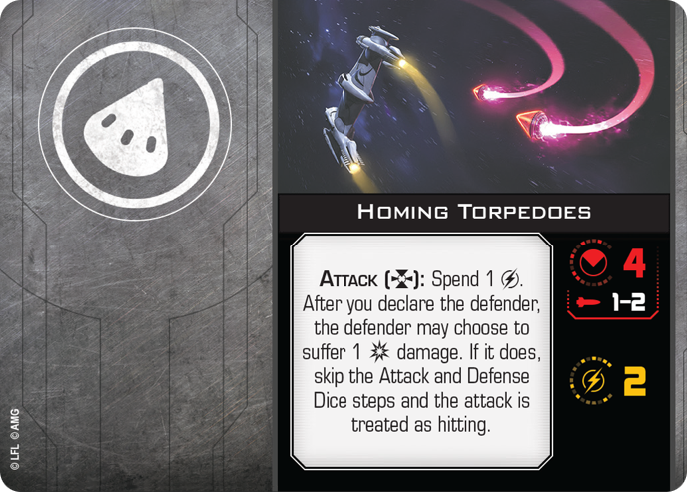 HOMING TORPEDOES
ATTACK (): Spend 1 .
After you declare the defender,
the defender may choose to
suffer 1 damage. If it does,
skip the Attack and Defense
Dice steps and the attack is
treated as hitting.
4
1–2
2
© LFL © AMG